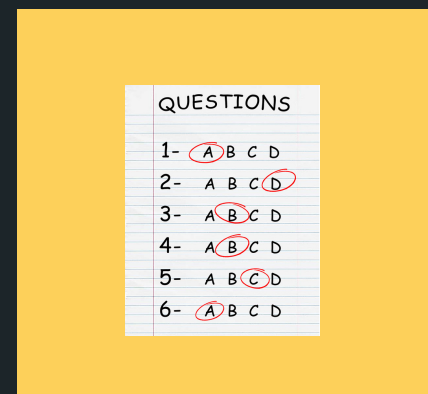 QUESTIONS
1- A B C D
2- A B C D
3- A B C D
4- A B C D
5- A B C D
6- A B C D